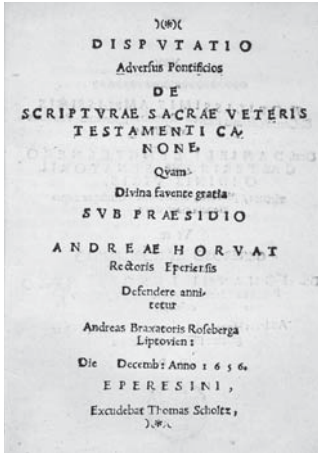 )(*)(
DISPVTATIO
Adversus Pontificios
DE
SCRIPTVRAE SACRAE VETERIS
TESTAMENTI CA-
NONE,
Qvam
Divina favente gratia
SVB PRAESIDIO
ANDREAE HORVAT
Rectoris Eperiensis
Defendere anni-
tetur
Andreas Braxatoris Roseberga
Liptovien:
Die Decemb: Anno 1656.
EPERESINI,
Excudebat Thomas Scholtz,
)(*)(